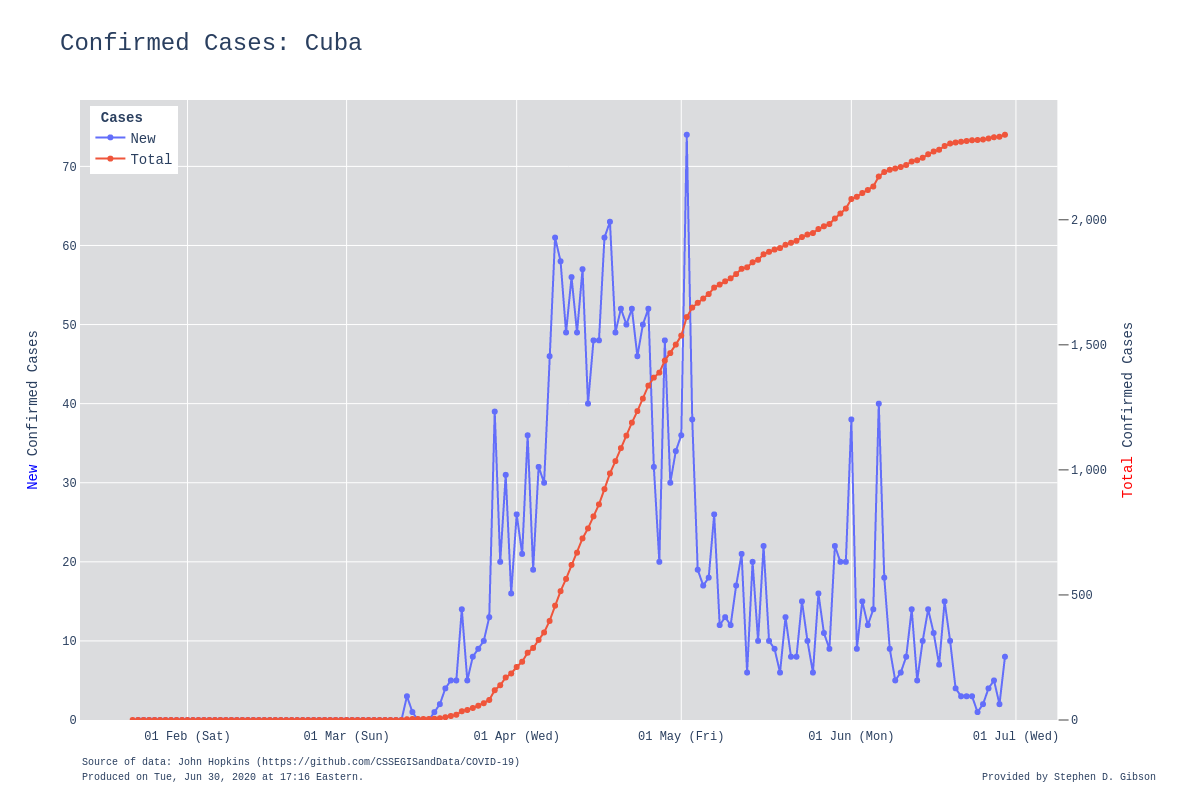 Confirmed Cases: Cuba
Cases
New
Total
70
60
50
40
30
20
10
0
New Confirmed Cases
2,000
1,500
1,000
500
0
Total Confirmed Cases
01 Feb (Sat)
01 Mar (Sun)
01 Apr (Wed)
01 May (Fri)
01 Jun (Mon)
01 Jul (Wed)
Source of data: John Hopkins (https://github.com/CSSEGISandData/COVID-19)
Produced on Tue, Jun 30, 2020 at 17:16 Eastern.
Provided by Stephen D. Gibson